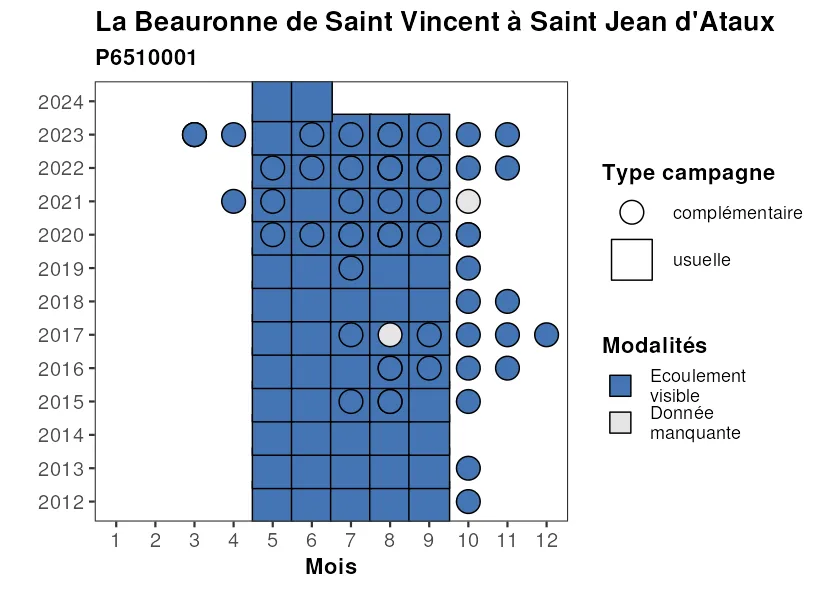 La Beauronne de Saint Vincent à Saint Jean d'Ataux
P6510001
2024
2023
2022
2021
2020
2019
2018
2017
2016
2015
2014
2013
2012
1 2 3 4 5 6 7 8 9 10 11 12
Mois
Type campagne
complémentaire
usuelle
Modalités
Ecoulement
visible
Donnée
manquante